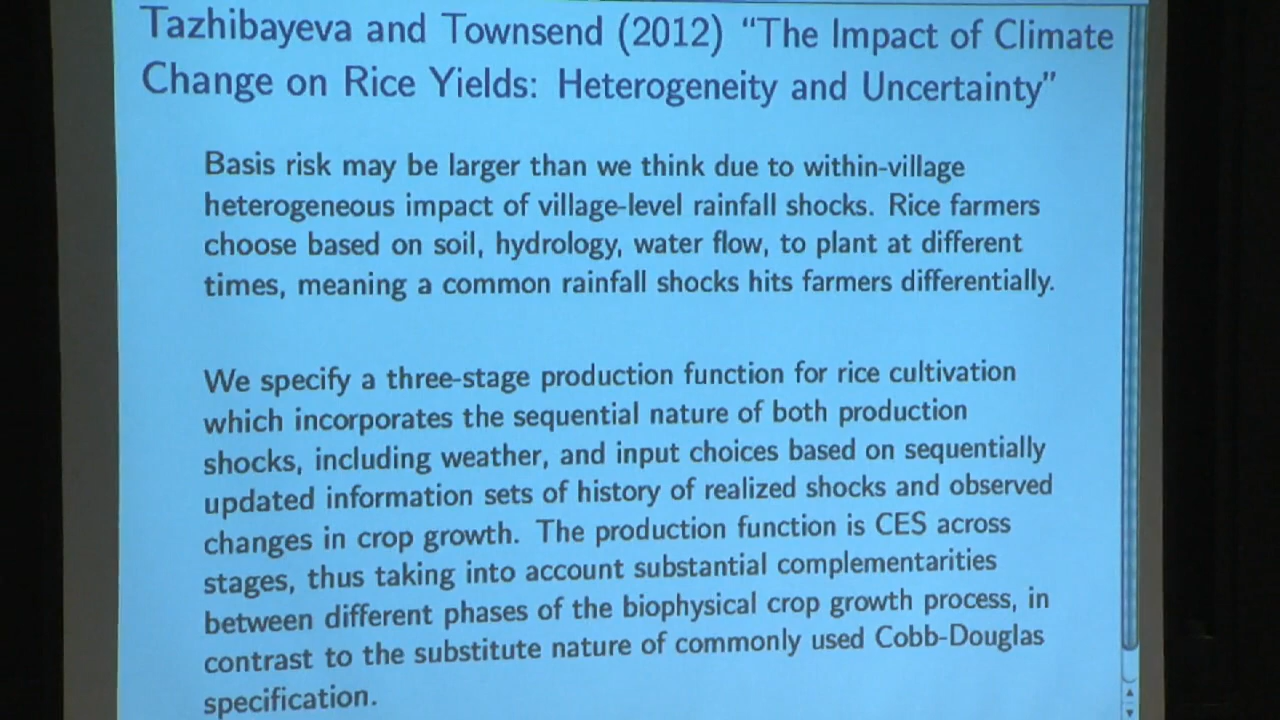 Tazhibayeva and Townsend (2012) “The Impact of Climate
Change on Rice Yields: Heterogeneity and Uncertainty”
Basis risk may be larger than we think due to within-village
heterogeneous impact of village-level rainfall shocks. Rice farmers
choose based on soil, hydrology, water flow, to plant at different
times, meaning a common rainfall shocks hits farmers differentially.
We specify a three-stage production function for rice cultivation
which incorporates the sequential nature of both production
shocks, including weather, and input choices based on sequentially
updated information sets of history of realized shocks and observed
changes in crop growth. The production function is CES across
stages, thus taking into account substantial complementarities
between different phases of the biophysical crop growth process, in
contrast to the substitute nature of commonly used Cobb-Douglas
specification.